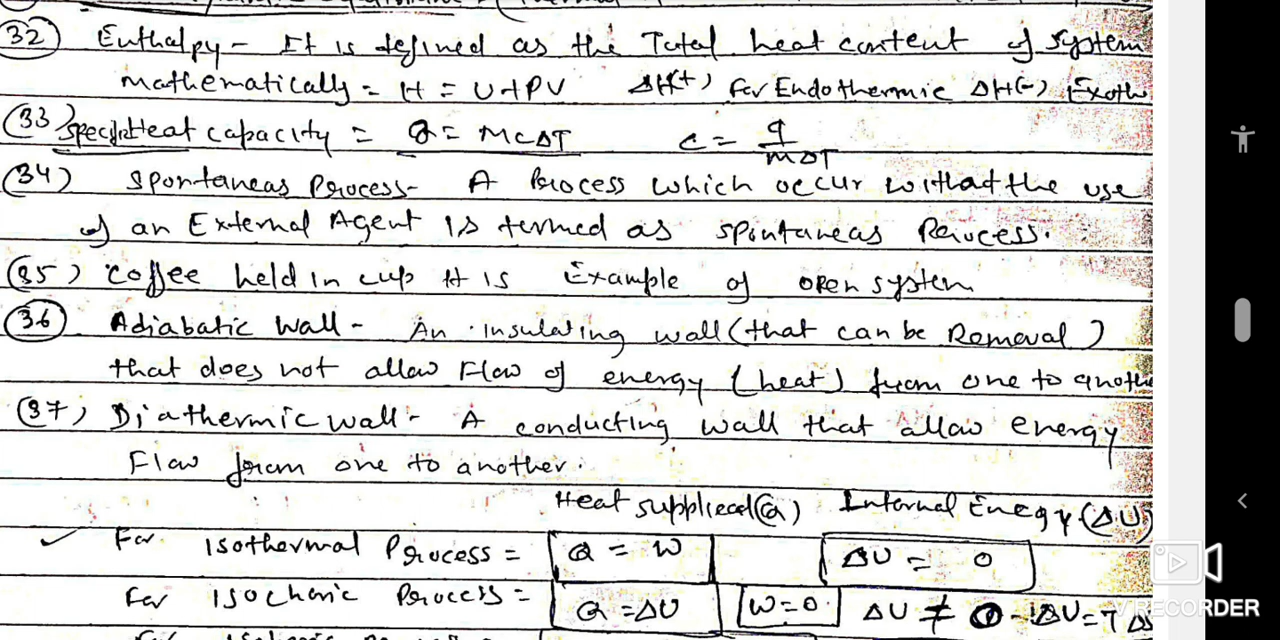 (32) Enthalpy - It is defined as the Total heat content of system
mathematically = H = U+PV ΔH(+) For Endothermic ΔH(-) Exoth
(33) Specific Heat capacity = Q = MCΔT c = q/mΔT
(34) Spontaneas Process - A Process which occur without the use
of an External Agent is termed as spontaneas Process.
(35) Coffee held in cup it is Example of open system
(36) Adiabatic Wall - An insulating wall (that can be Removal)
that does not allow Flow of energy (heat) from one to anothe
(37) Diathermic wall - A conducting wall that allow energy
Flow from one to another.
Heat supplied(Q) Internal Energy (ΔU)
✓ For Isothermal Process = Q = W ΔU = 0
For Isochoric Process = Q = ΔU W=0 ΔU ≠ 0
RECORDER